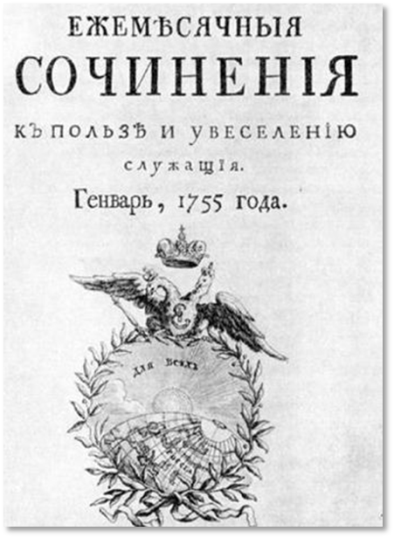 ЕЖЕМѢСЯЧНЫЯ
СОЧИНЕНІЯ
КЪ ПОЛЬЗѢ И УВЕСЕЛЕНІЮ
СЛУЖАЩІЯ.
Генварь, 1755 года.
ДЛЯ ВСѢХЪ